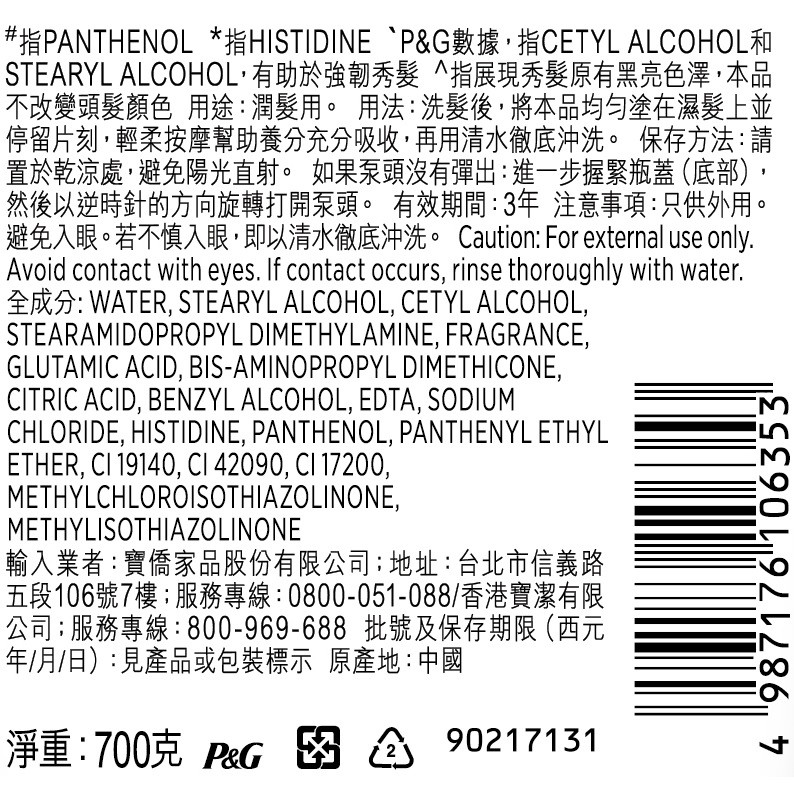 #指PANTHENOL *指HISTIDINE `P&G數據，指CETYL ALCOHOL和
STEARYL ALCOHOL，有助於強韌秀髮 ^指展現秀髮原有黑亮色澤，本品
不改變頭髮顏色 用途：潤髮用。 用法：洗髮後，將本品均勻塗在濕髮上並
停留片刻，輕柔按摩幫助養分充分吸收，再用清水徹底沖洗。 保存方法：請
置於乾涼處，避免陽光直射。 如果泵頭沒有彈出：進一步握緊瓶蓋（底部），
然後以逆時針的方向旋轉打開泵頭。 有效期間：3年 注意事項：只供外用。
避免入眼。若不慎入眼，即以清水徹底沖洗。 Caution: For external use only.
Avoid contact with eyes. If contact occurs, rinse thoroughly with water.
全成分: WATER, STEARYL ALCOHOL, CETYL ALCOHOL,
STEARAMIDOPROPYL DIMETHYLAMINE, FRAGRANCE,
GLUTAMIC ACID, BIS-AMINOPROPYL DIMETHICONE,
CITRIC ACID, BENZYL ALCOHOL, EDTA, SODIUM
CHLORIDE, HISTIDINE, PANTHENOL, PANTHENYL ETHYL
ETHER, CI 19140, CI 42090, CI 17200,
METHYLCHLOROISOTHIAZOLINONE,
METHYLISOTHIAZOLINONE
輸入業者：寶僑家品股份有限公司；地址：台北市信義路
五段106號7樓；服務專線：0800-051-088/香港寶潔有限
公司；服務專線：800-969-688 批號及保存期限（西元
年/月/日）：見產品或包裝標示 原產地：中國
淨重：700克 P&G 2 90217131
4 987176 106353